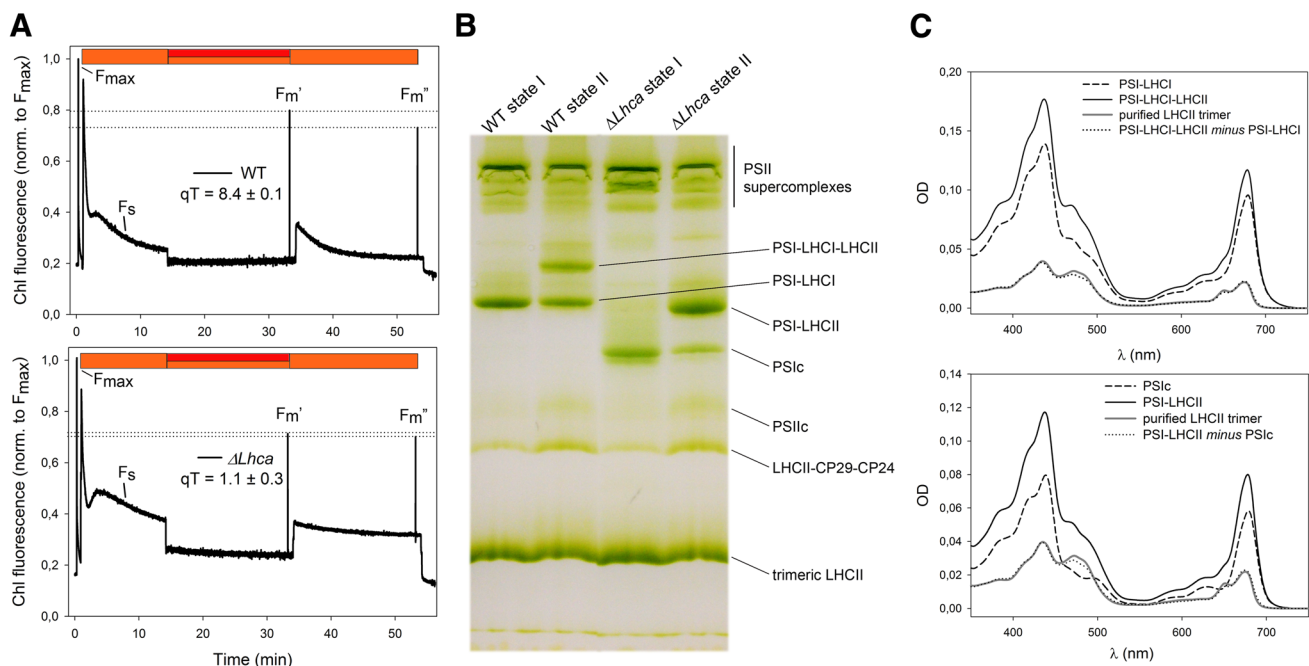 A
Chl fluorescence (norm. to Fmax)
1,0
0,8
0,6
0,4
0,2
0,0
Fmax
Fm'
Fm"
WT
qT = 8.4 ± 0.1
Fs
0 10 20 30 40 50
Chl fluorescence (norm. to Fmax)
1,0
0,8
0,6
0,4
0,2
0,0
Fmax
Fm'
Fm"
ΔLhca
qT = 1.1 ± 0.3
Fs
0 10 20 30 40 50
Time (min)
B
WT state I
WT state II
ΔLhca state I
ΔLhca state II
PSII
supercomplexes
PSI-LHCI-LHCII
PSI-LHCI
PSI-LHCII
PSIc
PSIIc
LHCII-CP29-CP24
trimeric LHCII
C
OD
0,20
0,15
0,10
0,05
0,00
PSI-LHCI
PSI-LHCI-LHCII
purified LHCII trimer
PSI-LHCI-LHCII minus PSI-LHCI
400 500 600 700
λ (nm)
OD
0,14
0,12
0,10
0,08
0,06
0,04
0,02
0,00
PSIc
PSI-LHCII
purified LHCII trimer
PSI-LHCII minus PSIc
400 500 600 700
λ (nm)